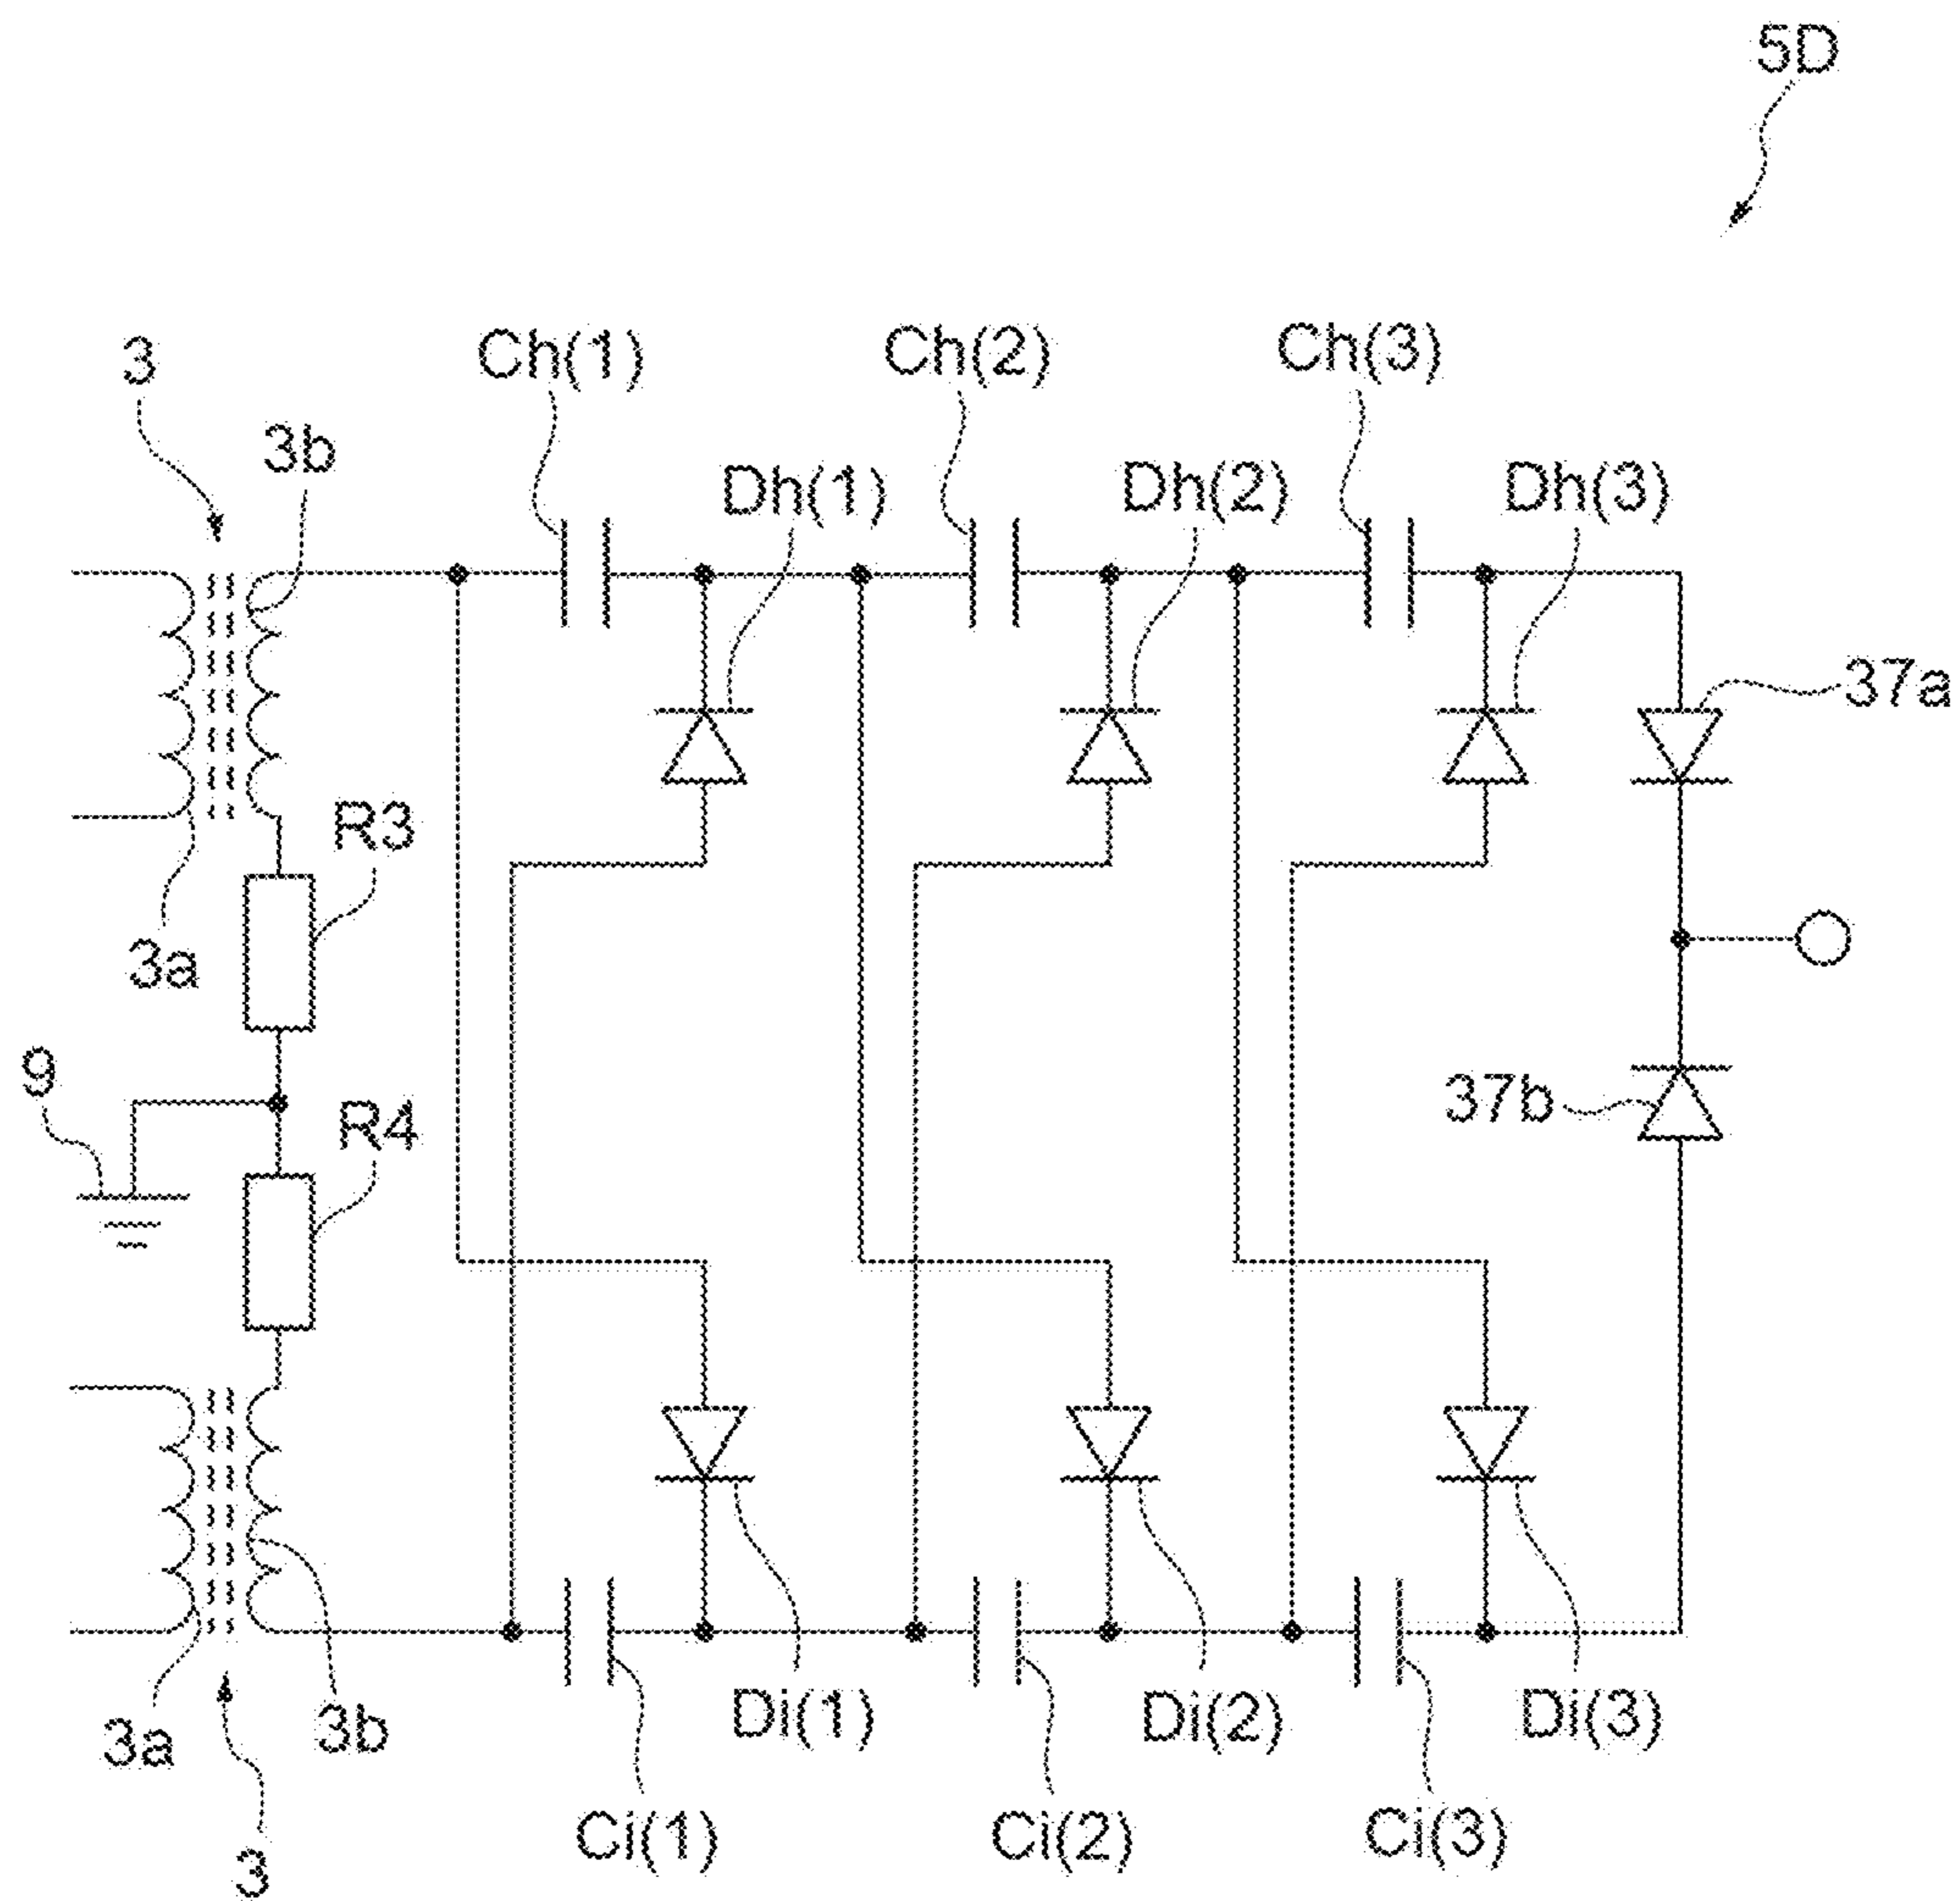 5D
Ch(1)
Ch(2)
Ch(3)
3
3b
Dh(1)
Dh(2)
Dh(3)
37a
R3
3a
9
R4
37b
3a
3b
Di(1)
Di(2)
Di(3)
Ci(1)
Ci(2)
Ci(3)
3